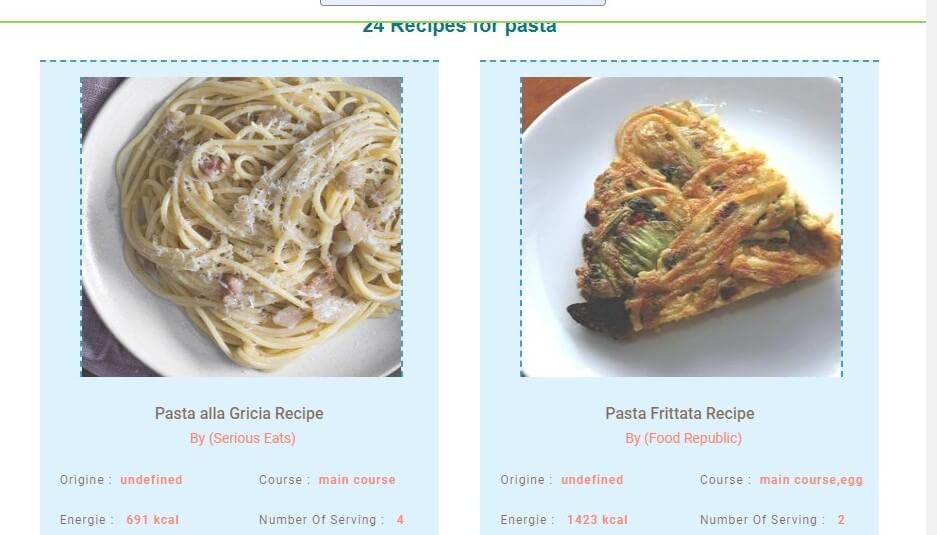 24 Recipes for pasta
Pasta alla Gricia Recipe
By (Serious Eats)
Origine : undefined
Course : main course
Energie : 691 kcal
Number Of Serving : 4
Pasta Frittata Recipe
By (Food Republic)
Origine : undefined
Course : main course,egg
Energie : 1423 kcal
Number Of Serving : 2